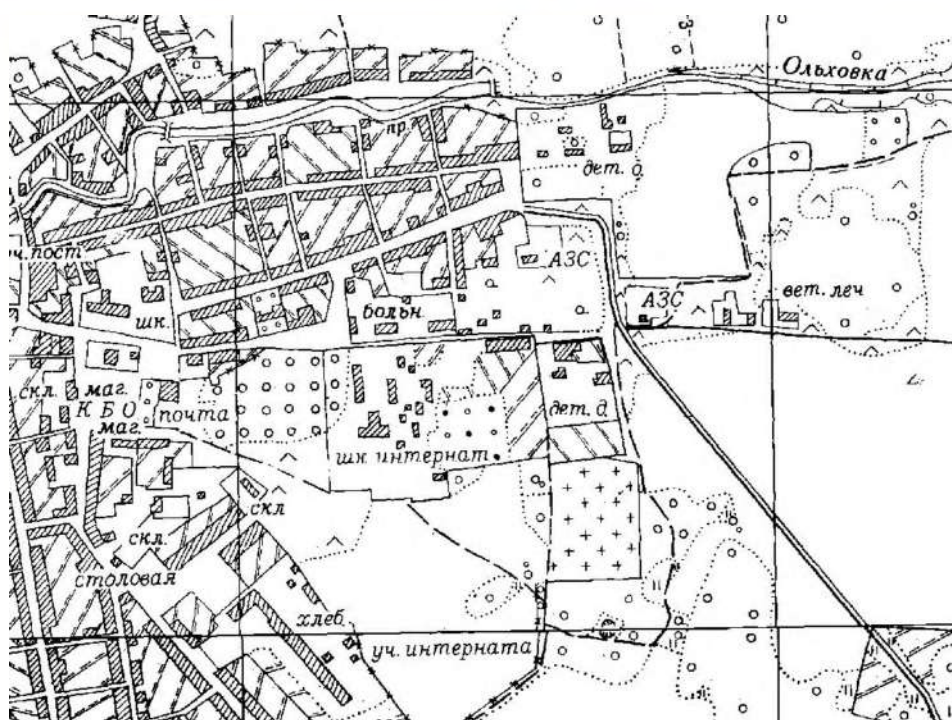 Ольховка
пр.
дет. д.
ч. пост
АЗС
АЗС
вет. леч
шк.
больн.
скл.
маг.
К Б О
маг.
почта
дет. д.
шк. интернат
скл
скл.
столовая
хлеб.
уч. интерната